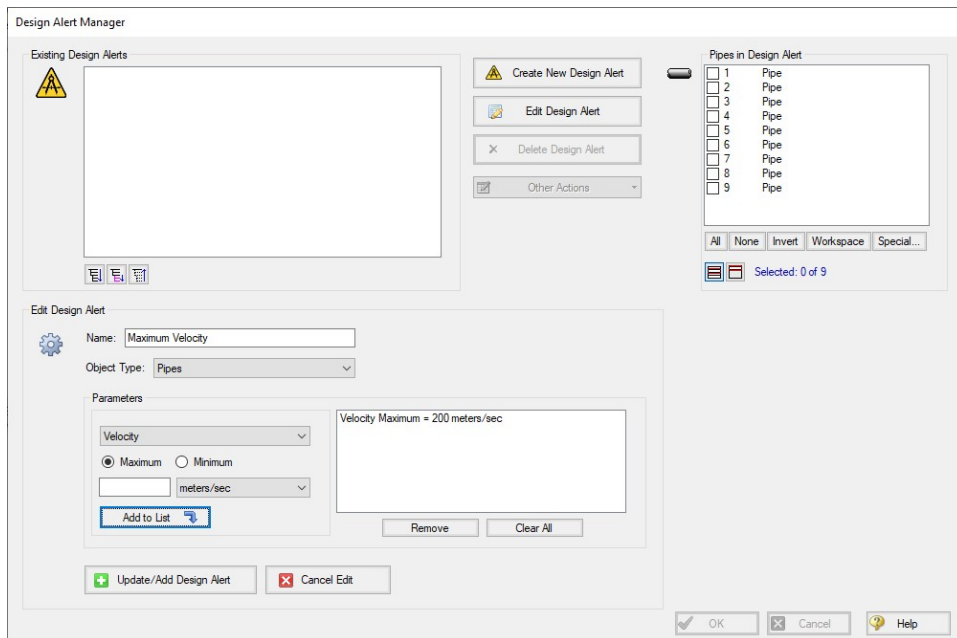 Design Alert Manager
Existing Design Alerts
Create New Design Alert
Edit Design Alert
Delete Design Alert
Other Actions
Pipes in Design Alert
1 Pipe
2 Pipe
3 Pipe
4 Pipe
5 Pipe
6 Pipe
7 Pipe
8 Pipe
9 Pipe
All None Invert Workspace Special...
Selected: 0 of 9
Edit Design Alert
Name: Maximum Velocity
Object Type: Pipes
Parameters
Velocity
Maximum Minimum
meters/sec
Add to List
Velocity Maximum = 200 meters/sec
Remove Clear All
Update/Add Design Alert Cancel Edit
OK Cancel Help